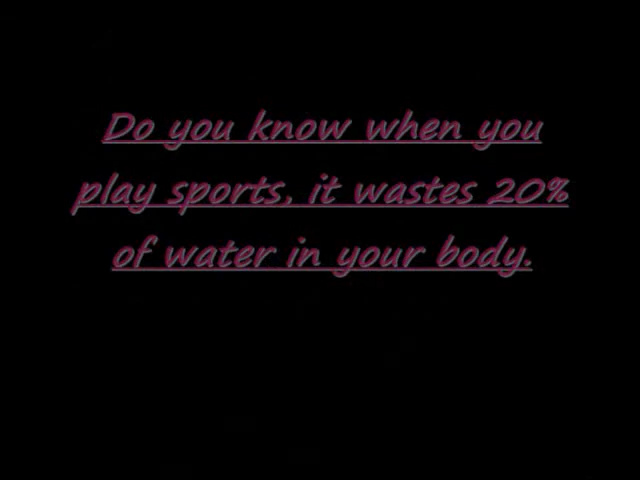 Do you know when you
play sports, it wastes 20%
of water in your body.